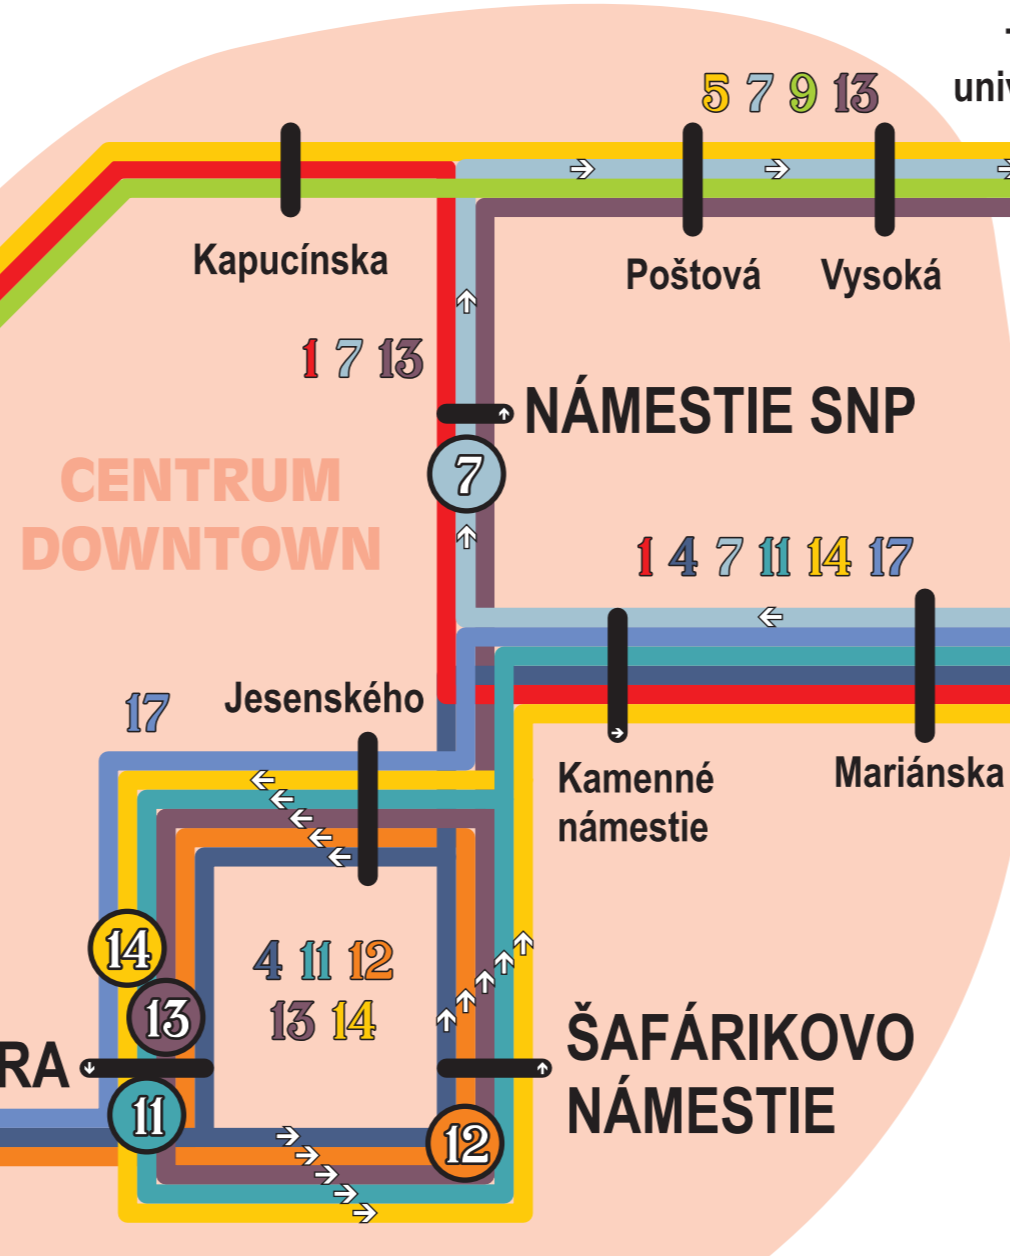 univ
5 7 9 13
Kapucínska
Poštová
Vysoká
1 7 13
NÁMESTIE SNP
CENTRUM
DOWNTOWN
7
1 4 7 11 14 17
Jesenského
17
Kamenné
námestie
Mariánska
14
4 11 12
13 14
13
RA
ŠAFÁRIKOVO
NÁMESTIE
11
12